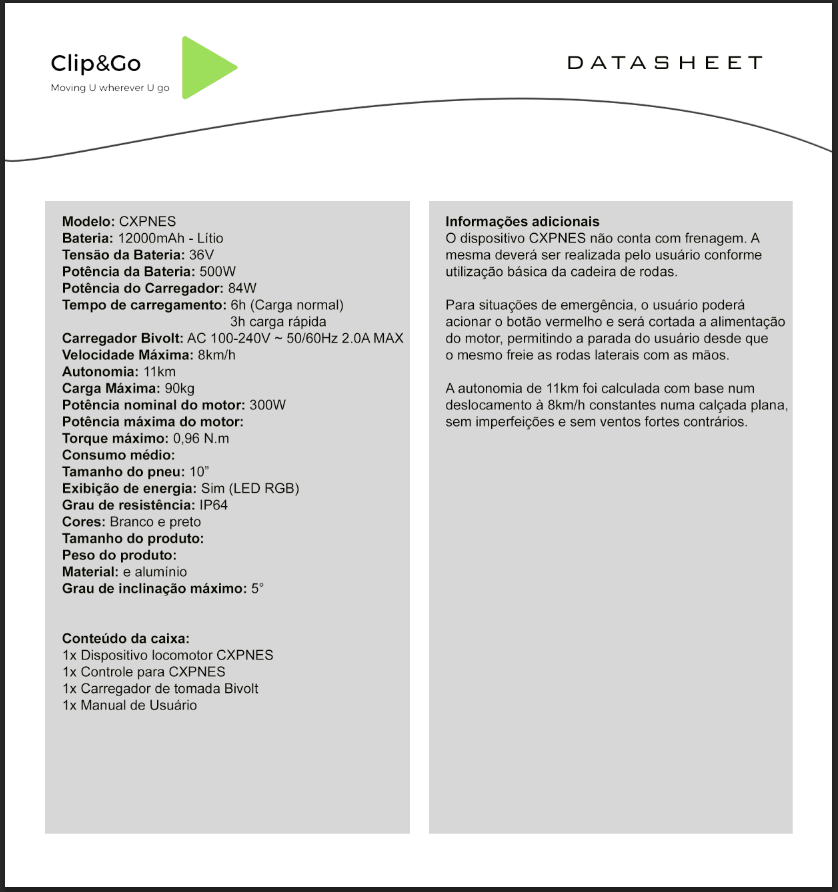 Clip&Go
Moving U wherever U go
DATASHEET
Modelo: CXPNES
Bateria: 12000mAh - Lítio
Tensão da Bateria: 36V
Potência da Bateria: 500W
Potência do Carregador: 84W
Tempo de carregamento: 6h (Carga normal)
3h carga rápida
Carregador Bivolt: AC 100-240V ~ 50/60Hz 2.0A MAX
Velocidade Máxima: 8km/h
Autonomia: 11km
Carga Máxima: 90kg
Potência nominal do motor: 300W
Potência máxima do motor:
Torque máximo: 0,96 N.m
Consumo médio:
Tamanho do pneu: 10”
Exibição de energia: Sim (LED RGB)
Grau de resistência: IP64
Cores: Branco e preto
Tamanho do produto:
Peso do produto:
Material: e alumínio
Grau de inclinação máximo: 5°
Conteúdo da caixa:
1x Dispositivo locomotor CXPNES
1x Controle para CXPNES
1x Carregador de tomada Bivolt
1x Manual de Usuário
Informações adicionais
O dispositivo CXPNES não conta com frenagem. A
mesma deverá ser realizada pelo usuário conforme
utilização básica da cadeira de rodas.
Para situações de emergência, o usuário poderá
acionar o botão vermelho e será cortada a alimentação
do motor, permitindo a parada do usuário desde que
o mesmo freie as rodas laterais com as mãos.
A autonomia de 11km foi calculada com base num
deslocamento à 8km/h constantes numa calçada plana,
sem imperfeições e sem ventos fortes contrários.